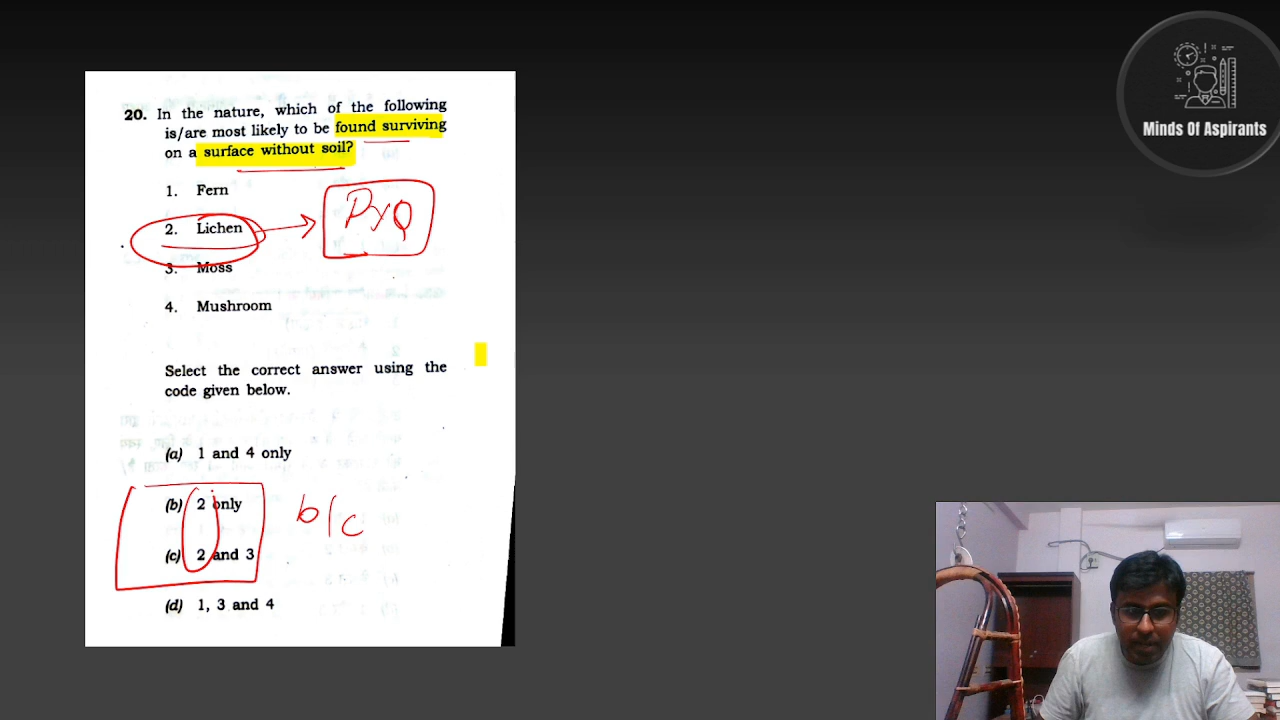 20. In the nature, which of the following
is/are most likely to be found surviving
on a surface without soil?
1. Fern
2. Lichen
3. Moss
4. Mushroom
PYQ
Select the correct answer using the
code given below.
(a) 1 and 4 only
(b) 2 only
(c) 2 and 3
(d) 1, 3 and 4
b/c
Minds Of Aspirants